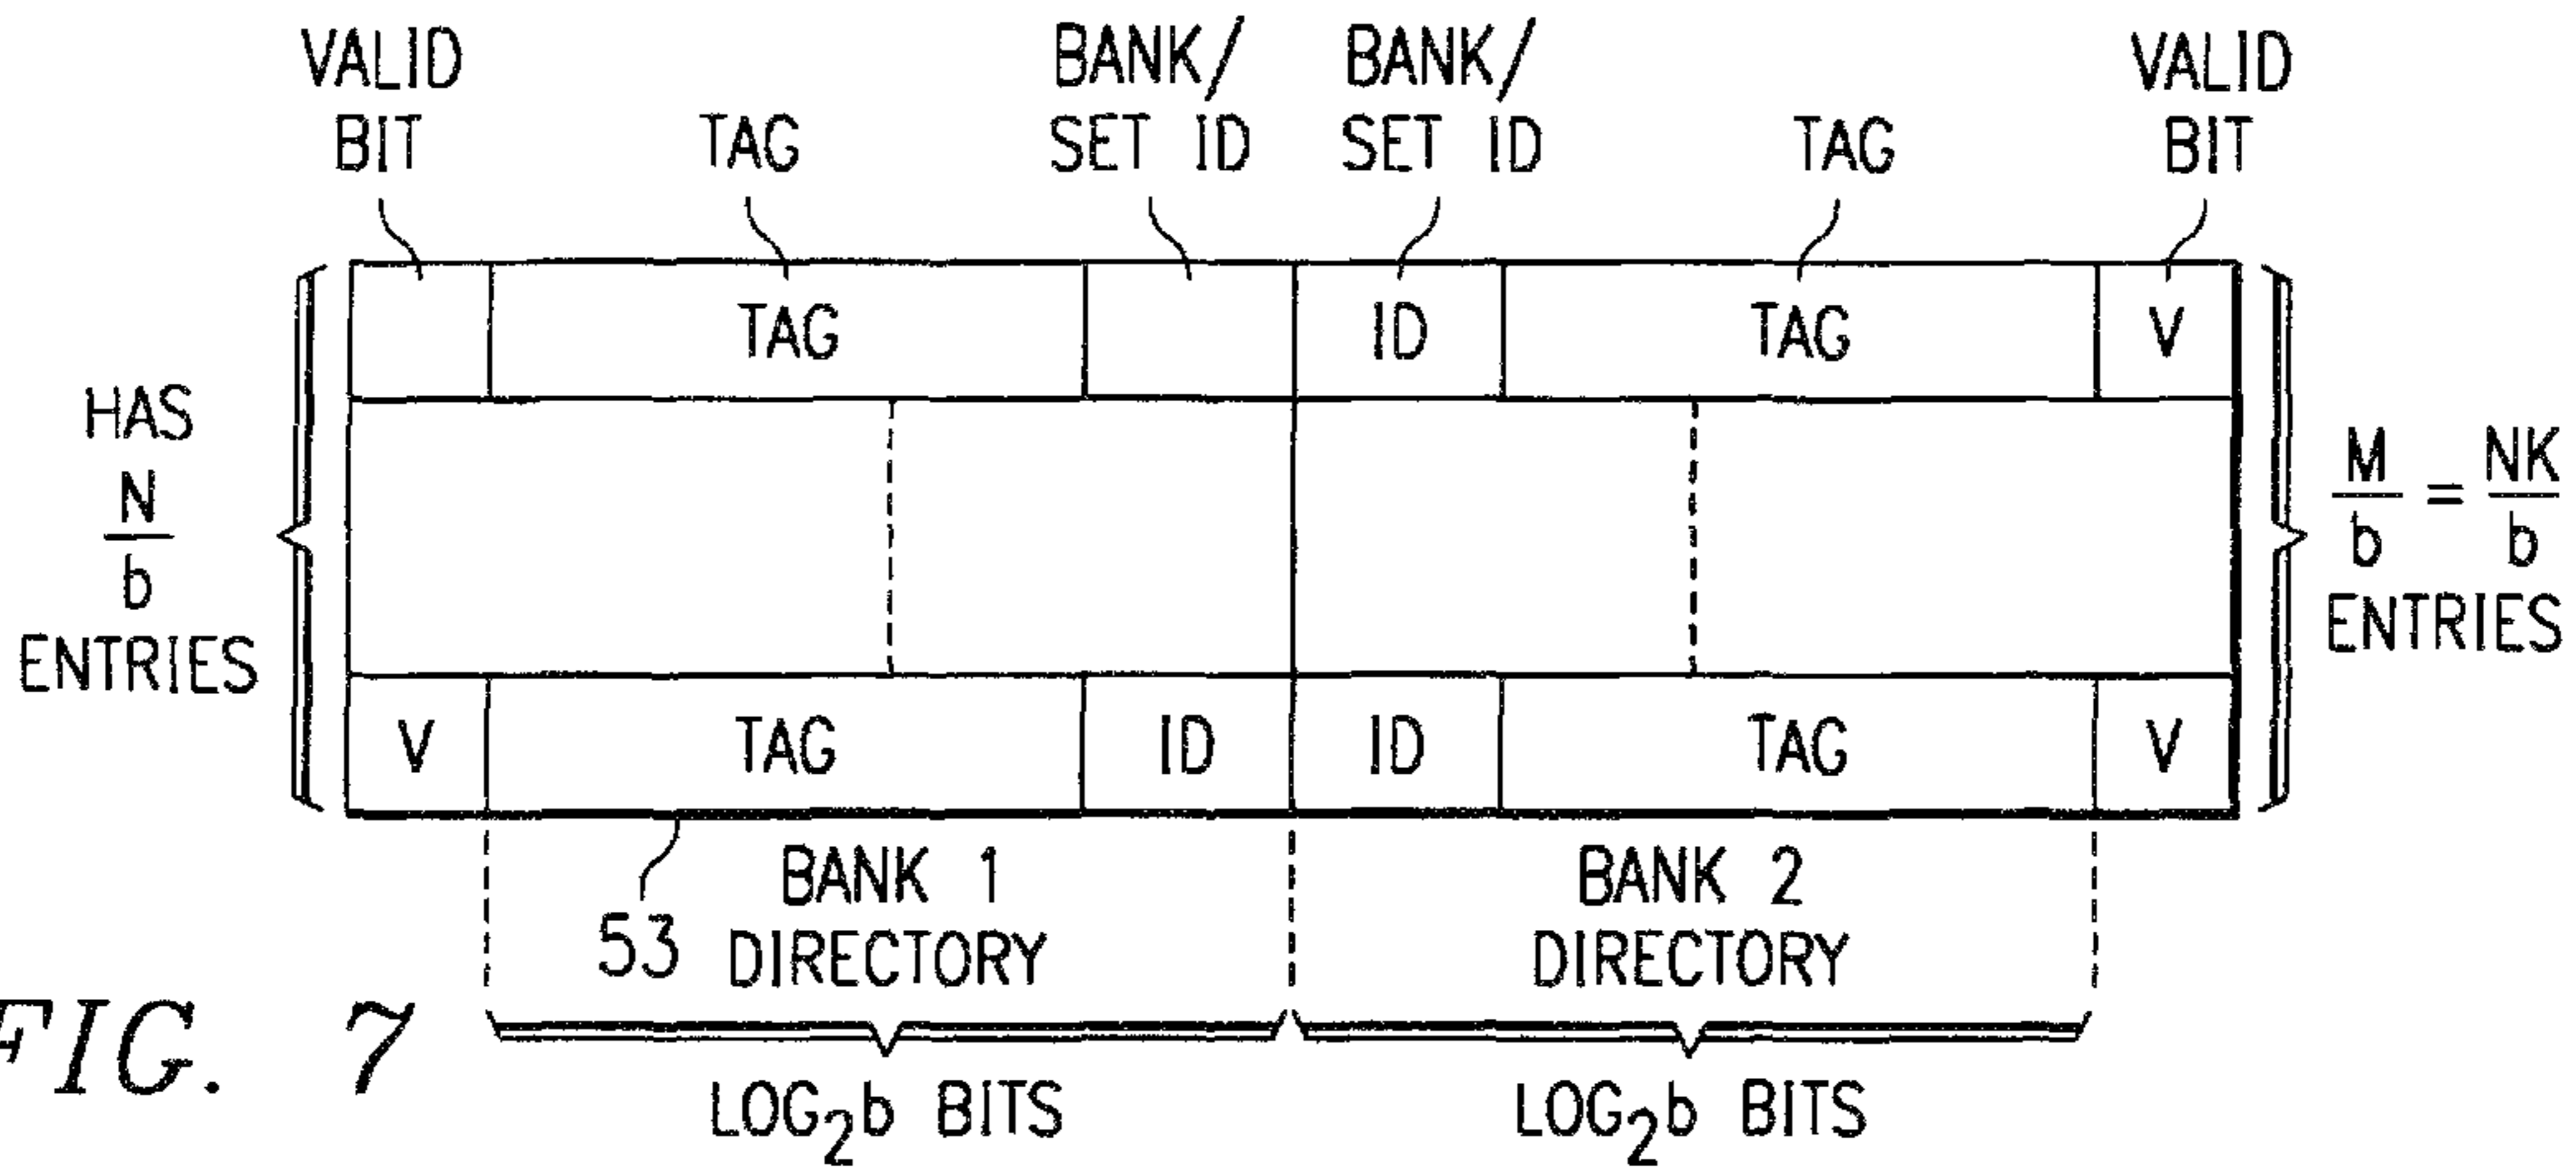 VALID
BIT
TAG
BANK/
SET ID
BANK/
SET ID
TAG
VALID
BIT
TAG
ID
TAG
V
HAS
N
b
ENTRIES
M/b = NK/b
ENTRIES
V
TAG
ID
ID
TAG
V
53
BANK 1
DIRECTORY
BANK 2
DIRECTORY
FIG. 7
LOG₂b BITS
LOG₂b BITS